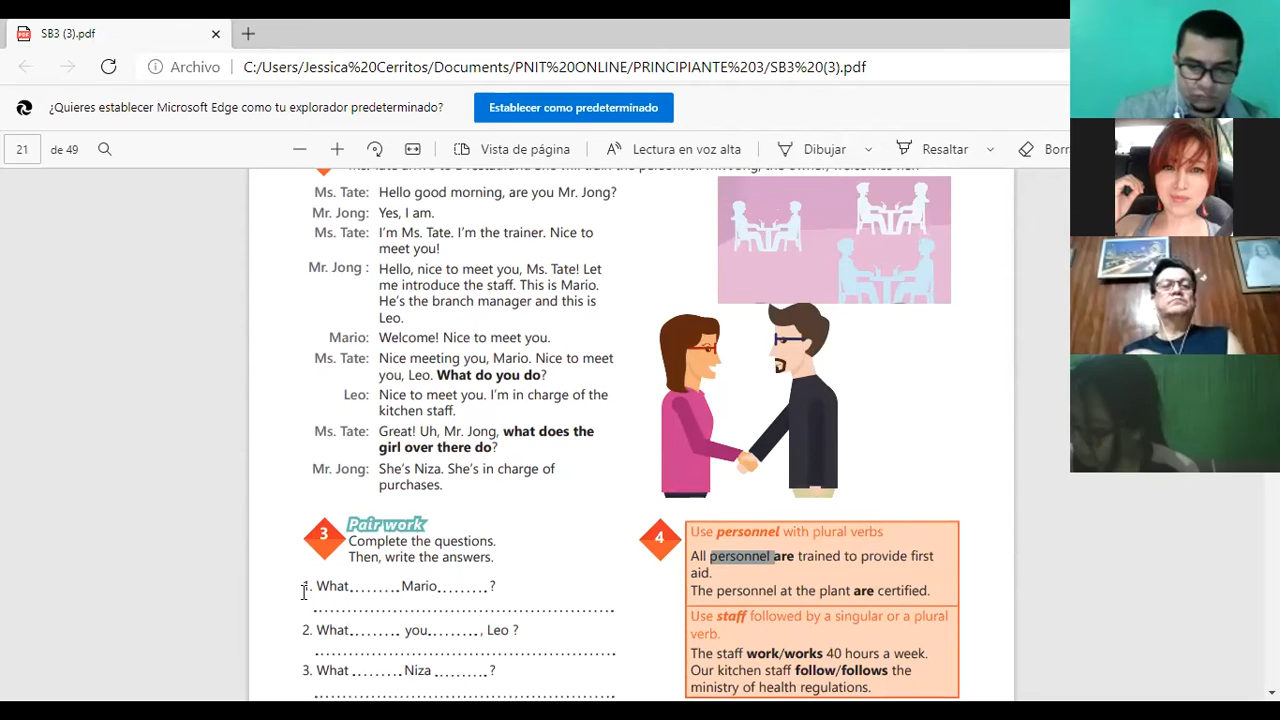 SB3 (3).pdf
Archivo C:/Users/Jessica%20Cerritos/Documents/PNIT%20ONLINE/PRINCIPIANTE%203/SB3%20(3).pdf
¿Quieres establecer Microsoft Edge como tu explorador predeterminado? Establecer como predeterminado
21 de 49 Vista de página Lectura en voz alta Dibujar Resaltar Borr
Ms. Tate: Hello good morning, are you Mr. Jong?
Mr. Jong: Yes, I am.
Ms. Tate: I'm Ms. Tate. I'm the trainer. Nice to
meet you!
Mr. Jong : Hello, nice to meet you, Ms. Tate! Let
me introduce the staff. This is Mario.
He's the branch manager and this is
Leo.
Mario: Welcome! Nice to meet you.
Ms. Tate: Nice meeting you, Mario. Nice to meet
you, Leo. What do you do?
Leo: Nice to meet you. I'm in charge of the
kitchen staff.
Ms. Tate: Great! Uh, Mr. Jong, what does the
girl over there do?
Mr. Jong: She's Niza. She's in charge of
purchases.
3 Pair work
Complete the questions.
Then, write the answers.
1. What........ Mario........ ?
2. What........ you........ , Leo ?
3. What ........ Niza ........ ?
4 Use personnel with plural verbs
All personnel are trained to provide first
aid.
The personnel at the plant are certified.
Use staff followed by a singular or a plural
verb.
The staff work/works 40 hours a week.
Our kitchen staff follow/follows the
ministry of health regulations.